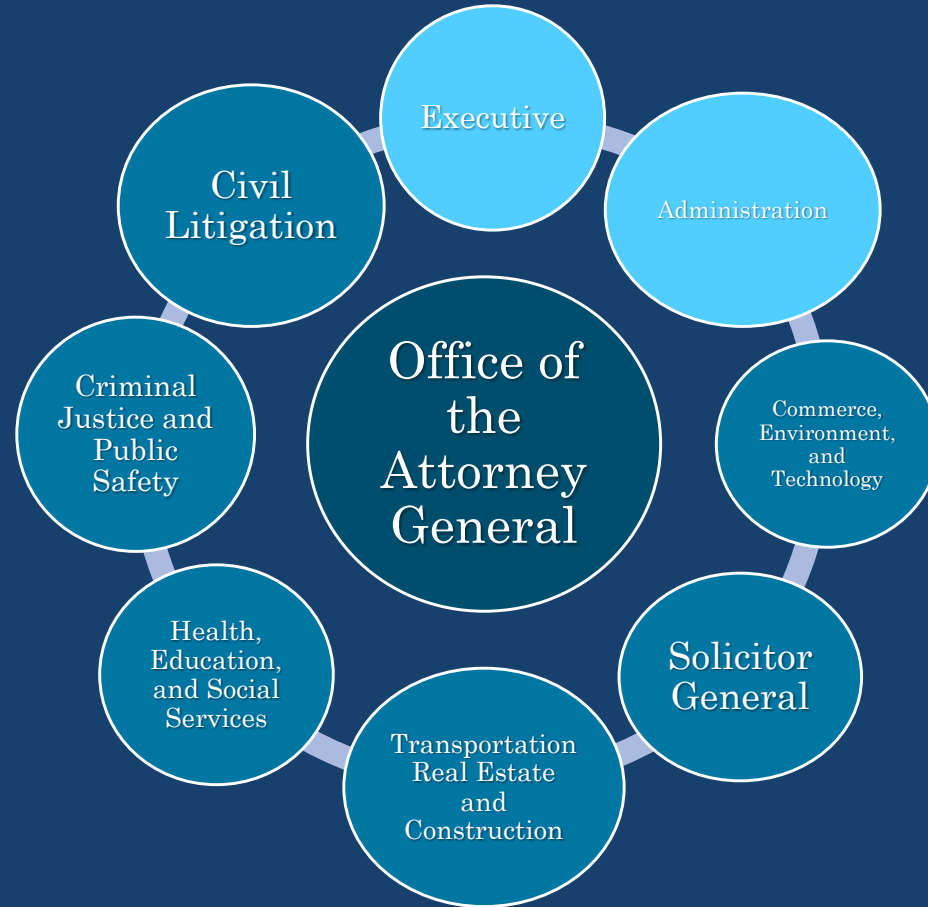 Executive
Administration
Commerce,
Environment,
and
Technology
Solicitor
General
Transportation
Real Estate
and
Construction
Health,
Education,
and Social
Services
Criminal
Justice and
Public
Safety
Civil
Litigation
Office of
the
Attorney
General